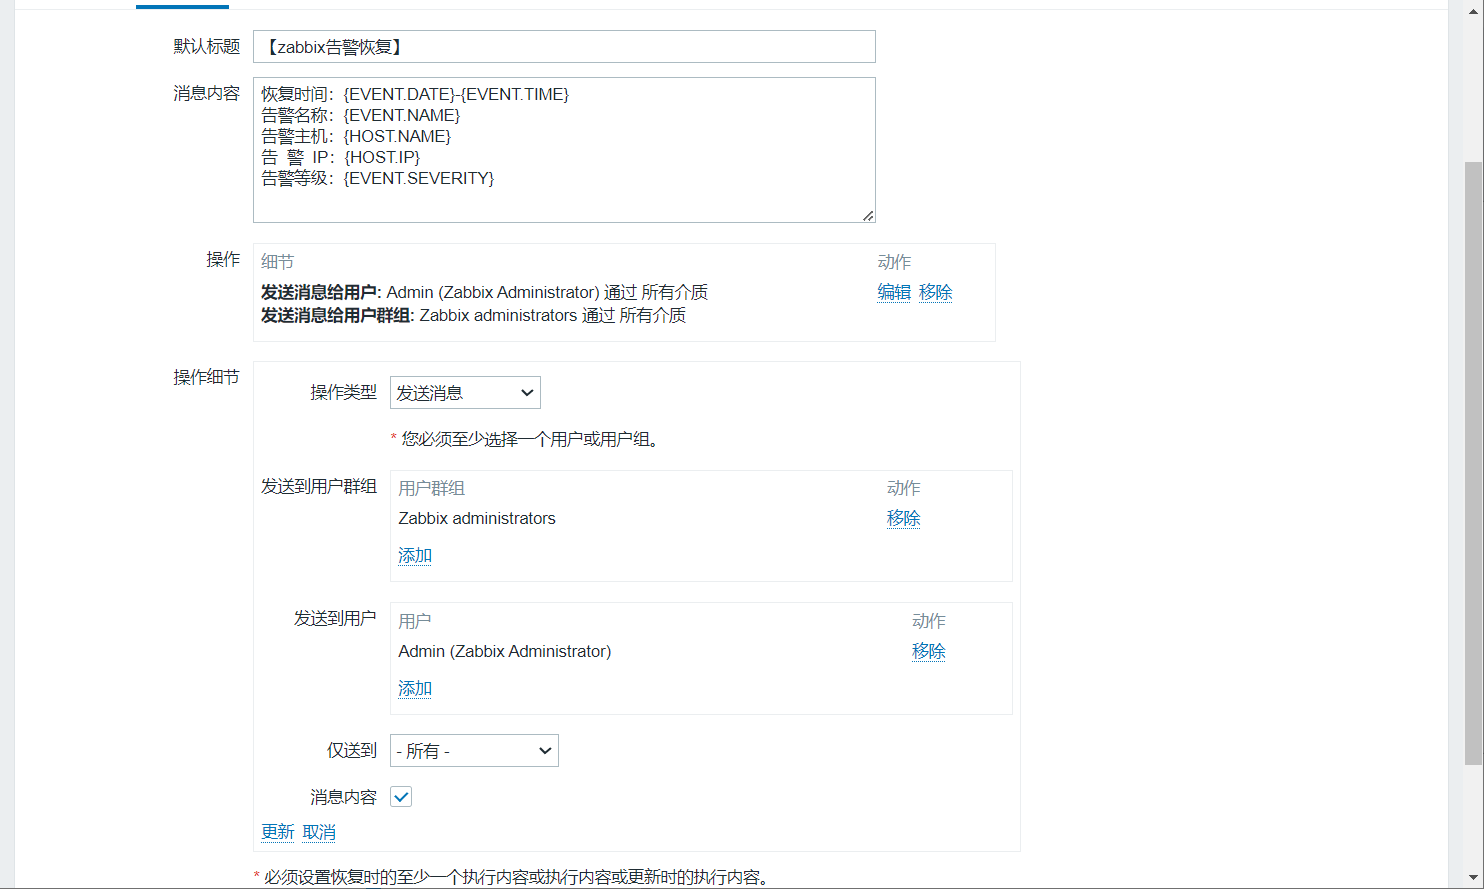 默认标题 【zabbix告警恢复】
消息内容 恢复时间：{EVENT.DATE}-{EVENT.TIME}
告警名称：{EVENT.NAME}
告警主机：{HOST.NAME}
告 警 IP：{HOST.IP}
告警等级：{EVENT.SEVERITY}
操作 细节 动作
发送消息给用户: Admin (Zabbix Administrator) 通过 所有介质 编辑 移除
发送消息给用户群组: Zabbix administrators 通过 所有介质
操作细节 操作类型 发送消息
* 您必须至少选择一个用户或用户组。
发送到用户群组 用户群组 动作
Zabbix administrators 移除
添加
发送到用户 用户 动作
Admin (Zabbix Administrator) 移除
添加
仅送到 - 所有 -
消息内容
更新 取消
* 必须设置恢复时的至少一个执行内容或执行内容或更新时的执行内容。